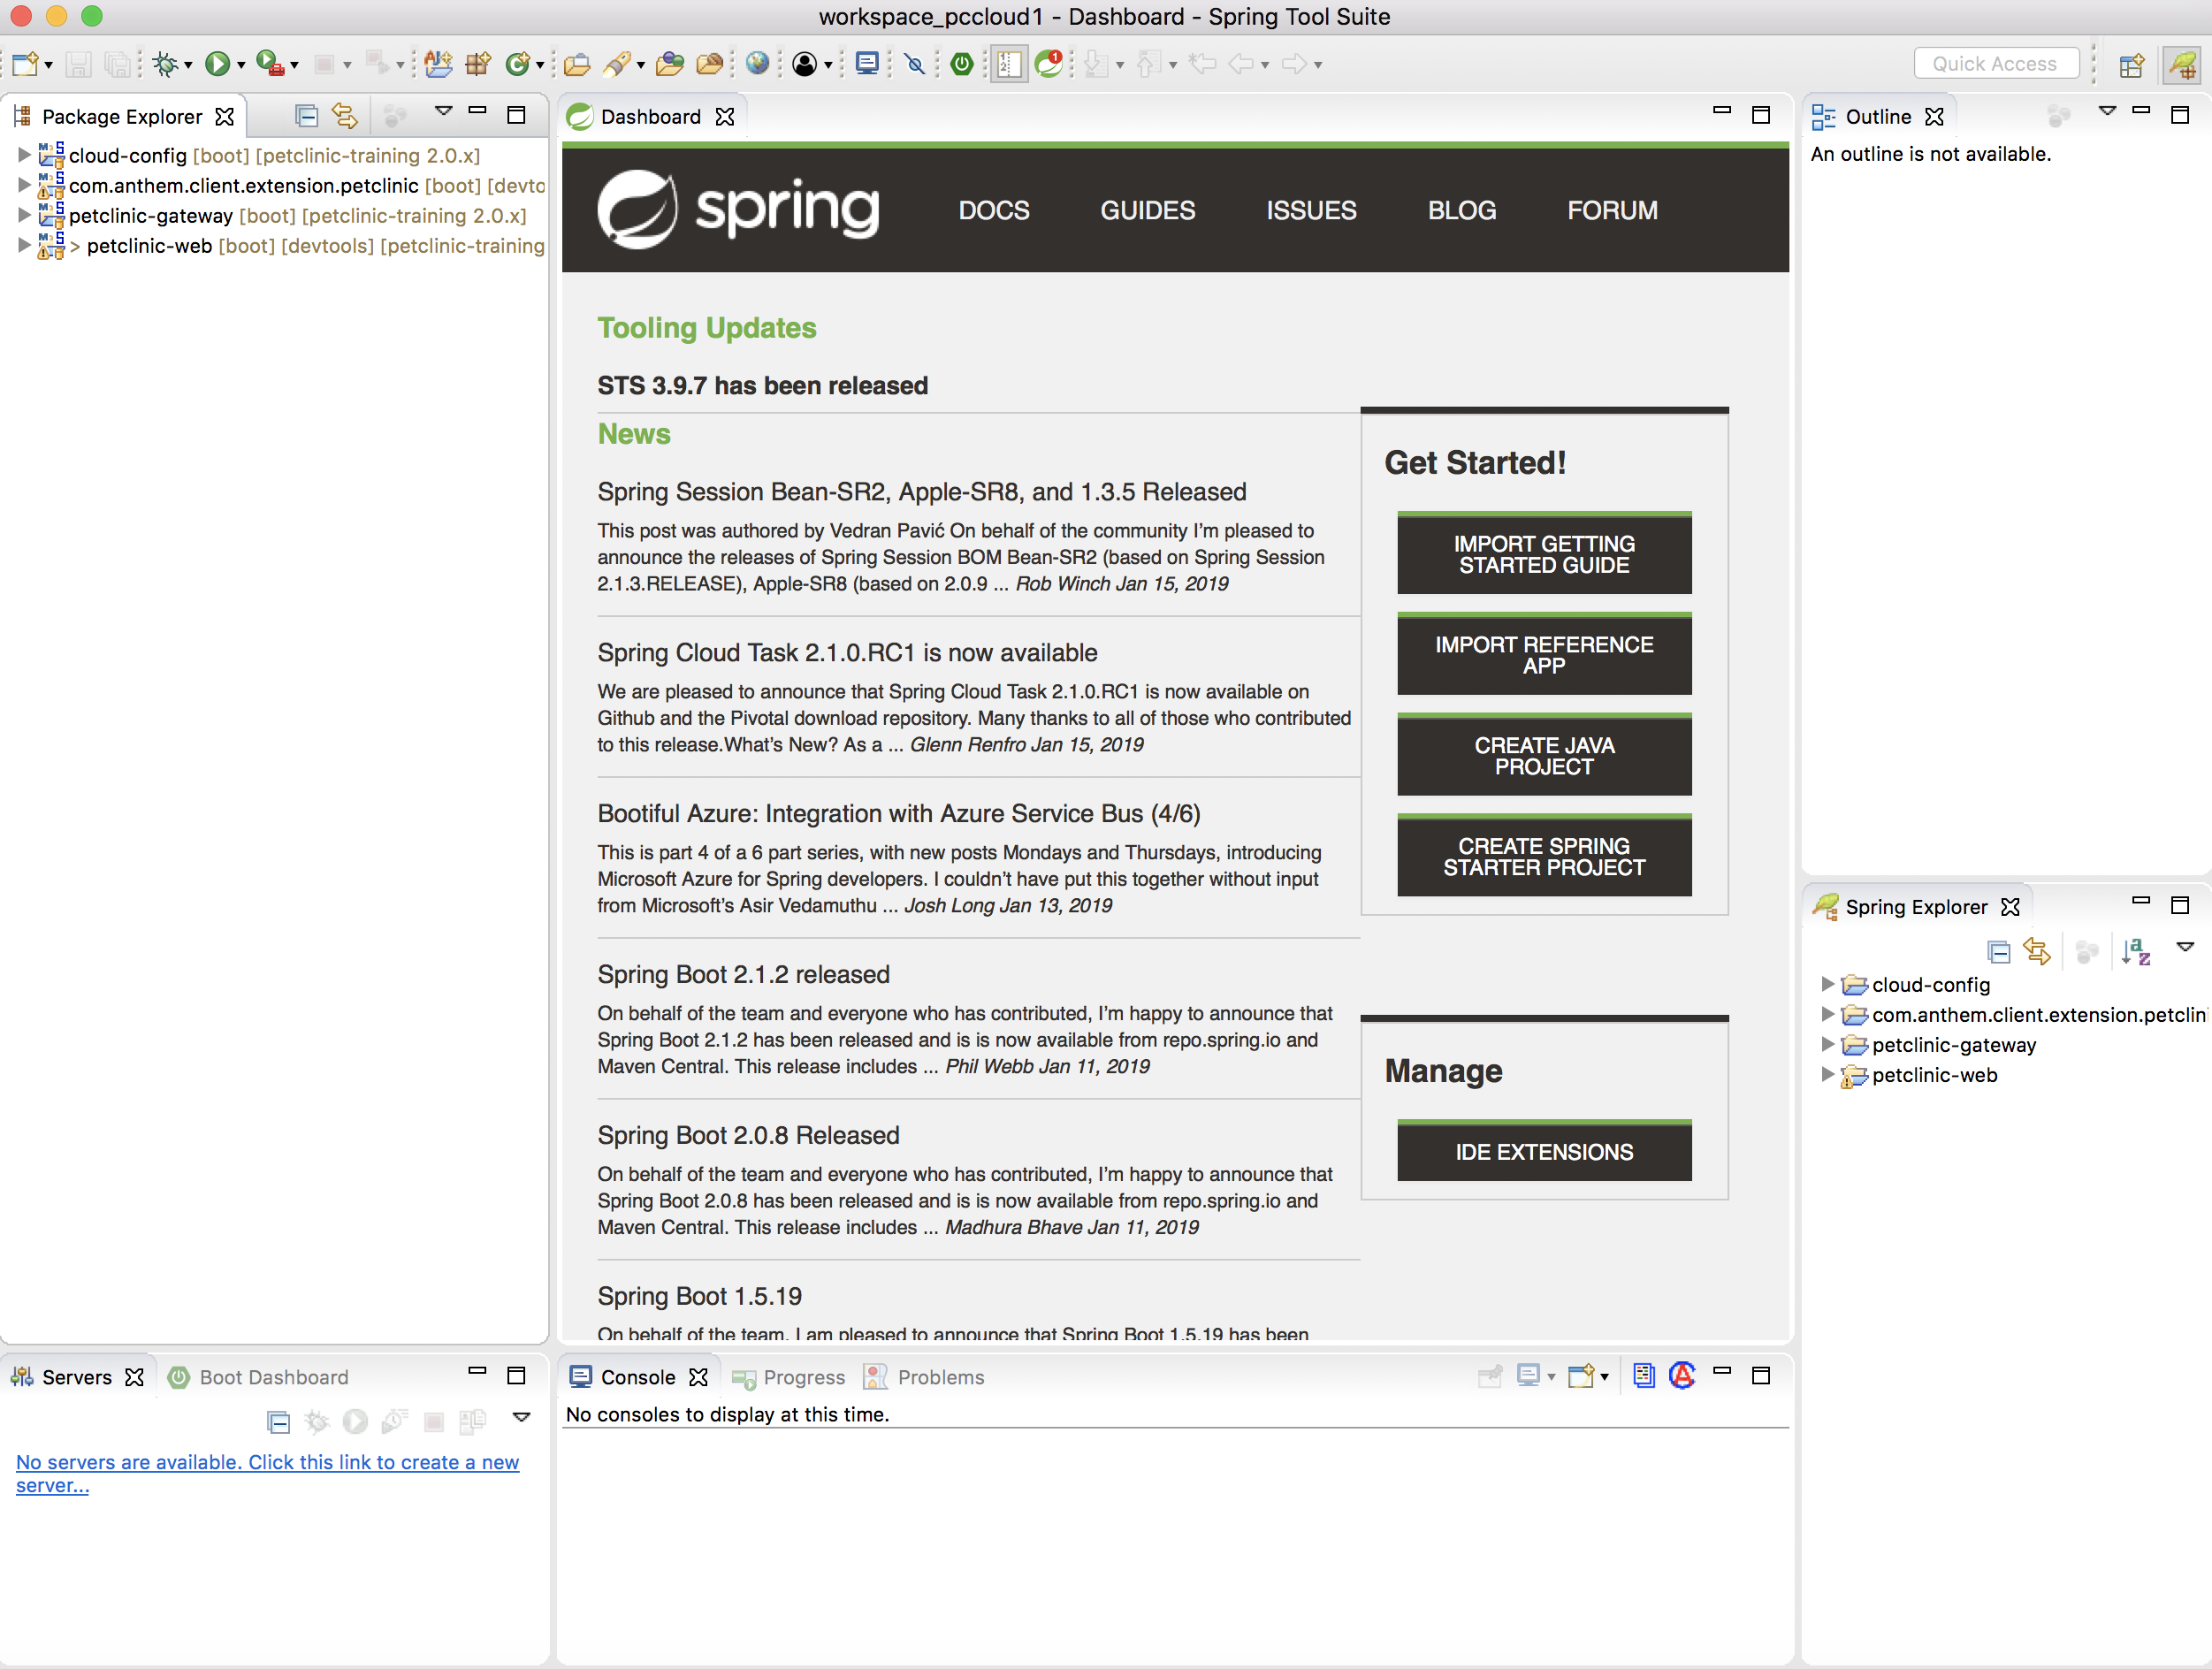 workspace_pccloud1 - Dashboard - Spring Tool Suite
Quick Access
Package Explorer
cloud-config [boot] [petclinic-training 2.0.x]
com.anthem.client.extension.petclinic [boot] [devto
petclinic-gateway [boot] [petclinic-training 2.0.x]
> petclinic-web [boot] [devtools] [petclinic-training
Dashboard
spring
DOCS GUIDES ISSUES BLOG FORUM
Tooling Updates
STS 3.9.7 has been released
News
Spring Session Bean-SR2, Apple-SR8, and 1.3.5 Released
This post was authored by Vedran Pavić On behalf of the community I'm pleased to
announce the releases of Spring Session BOM Bean-SR2 (based on Spring Session
2.1.3.RELEASE), Apple-SR8 (based on 2.0.9 ... Rob Winch Jan 15, 2019
Spring Cloud Task 2.1.0.RC1 is now available
We are pleased to announce that Spring Cloud Task 2.1.0.RC1 is now available on
Github and the Pivotal download repository. Many thanks to all of those who contributed
to this release.What's New? As a ... Glenn Renfro Jan 15, 2019
Bootiful Azure: Integration with Azure Service Bus (4/6)
This is part 4 of a 6 part series, with new posts Mondays and Thursdays, introducing
Microsoft Azure for Spring developers. I couldn't have put this together without input
from Microsoft's Asir Vedamuthu ... Josh Long Jan 13, 2019
Spring Boot 2.1.2 released
On behalf of the team and everyone who has contributed, I'm happy to announce that
Spring Boot 2.1.2 has been released and is is now available from repo.spring.io and
Maven Central. This release includes ... Phil Webb Jan 11, 2019
Spring Boot 2.0.8 Released
On behalf of the team and everyone who has contributed, I'm happy to announce that
Spring Boot 2.0.8 has been released and is is now available from repo.spring.io and
Maven Central. This release includes ... Madhura Bhave Jan 11, 2019
Spring Boot 1.5.19
On behalf of the team, I am pleased to announce that Spring Boot 1.5.19 has been
Get Started!
IMPORT GETTING
STARTED GUIDE
IMPORT REFERENCE
APP
CREATE JAVA
PROJECT
CREATE SPRING
STARTER PROJECT
Manage
IDE EXTENSIONS
Outline
An outline is not available.
Spring Explorer
cloud-config
com.anthem.client.extension.petclini
petclinic-gateway
petclinic-web
Servers
Boot Dashboard
No servers are available. Click this link to create a new
server...
Console
Progress
Problems
No consoles to display at this time.